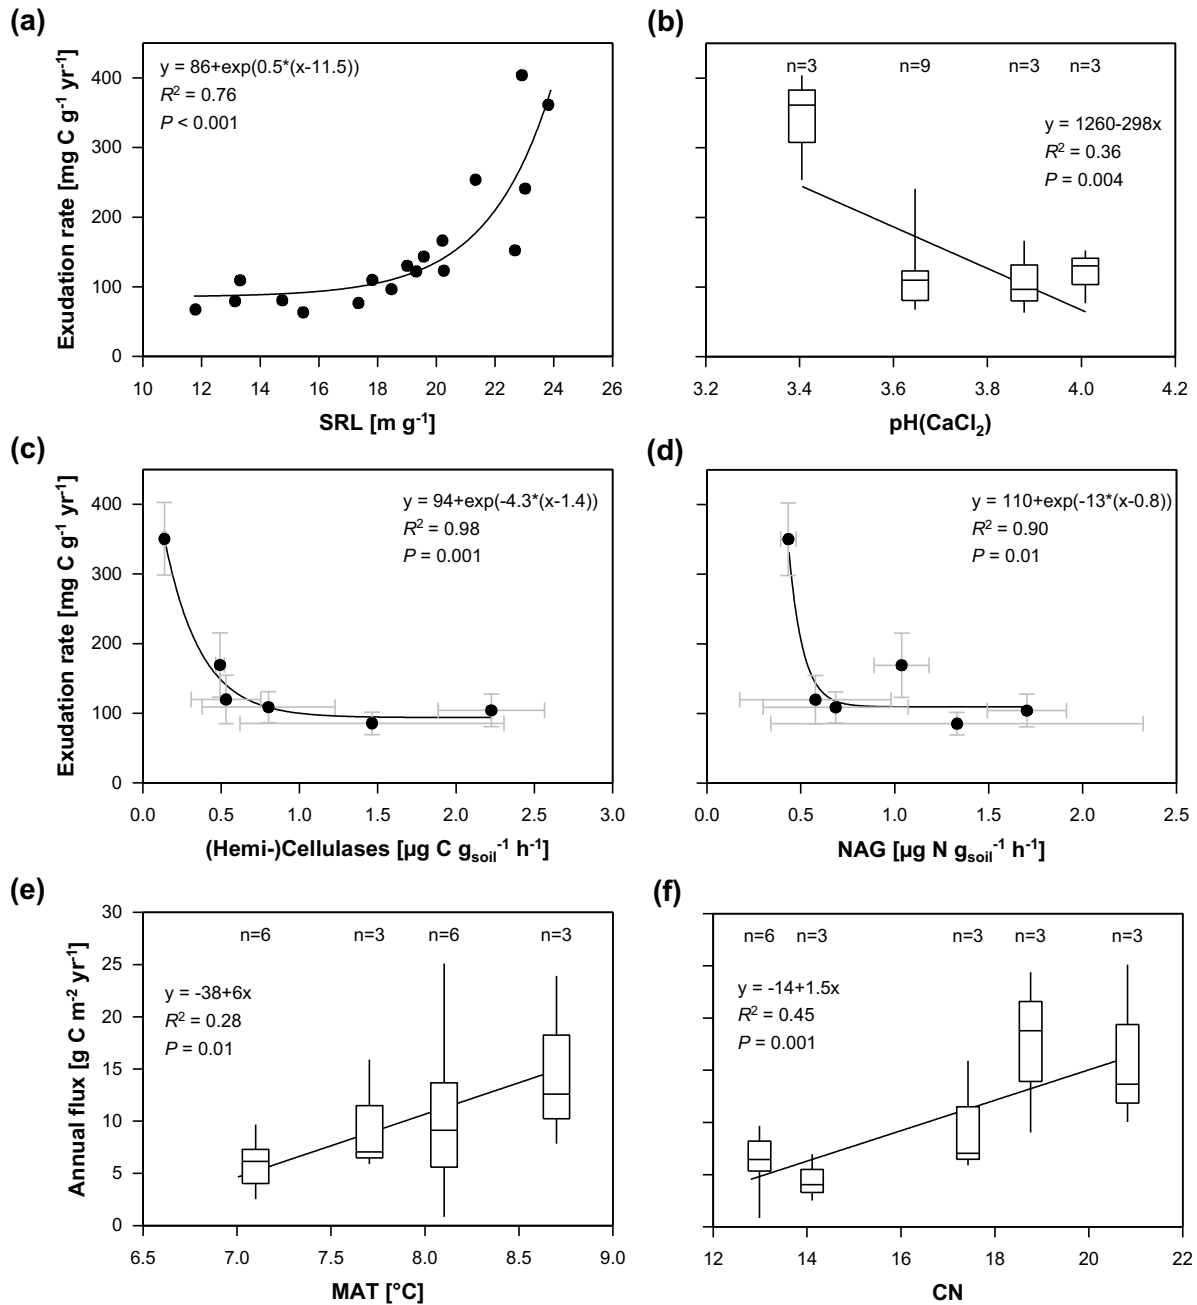 (a)
y = 86+exp(0.5*(x-11.5))
R² = 0.76
P < 0.001
400
300
200
100
0
Exudation rate [mg C g⁻¹ yr⁻¹]
10 12 14 16 18 20 22 24 26
SRL [m g⁻¹]
(b)
n=3 n=9 n=3 n=3
y = 1260-298x
R² = 0.36
P = 0.004
3.2 3.4 3.6 3.8 4.0 4.2
pH(CaCl₂)
(c)
y = 94+exp(-4.3*(x-1.4))
R² = 0.98
P = 0.001
400
300
200
100
0
Exudation rate [mg C g⁻¹ yr⁻¹]
0.0 0.5 1.0 1.5 2.0 2.5 3.0
(Hemi-)Cellulases [µg C g_soil⁻¹ h⁻¹]
(d)
y = 110+exp(-13*(x-0.8))
R² = 0.90
P = 0.01
0.0 0.5 1.0 1.5 2.0 2.5
NAG [µg N g_soil⁻¹ h⁻¹]
(e)
n=6 n=3 n=6 n=3
y = -38+6x
R² = 0.28
P = 0.01
30
25
20
15
10
5
0
Annual flux [g C m⁻² yr⁻¹]
6.5 7.0 7.5 8.0 8.5 9.0
MAT [°C]
(f)
n=6 n=3 n=3 n=3 n=3
y = -14+1.5x
R² = 0.45
P = 0.001
12 14 16 18 20 22
CN